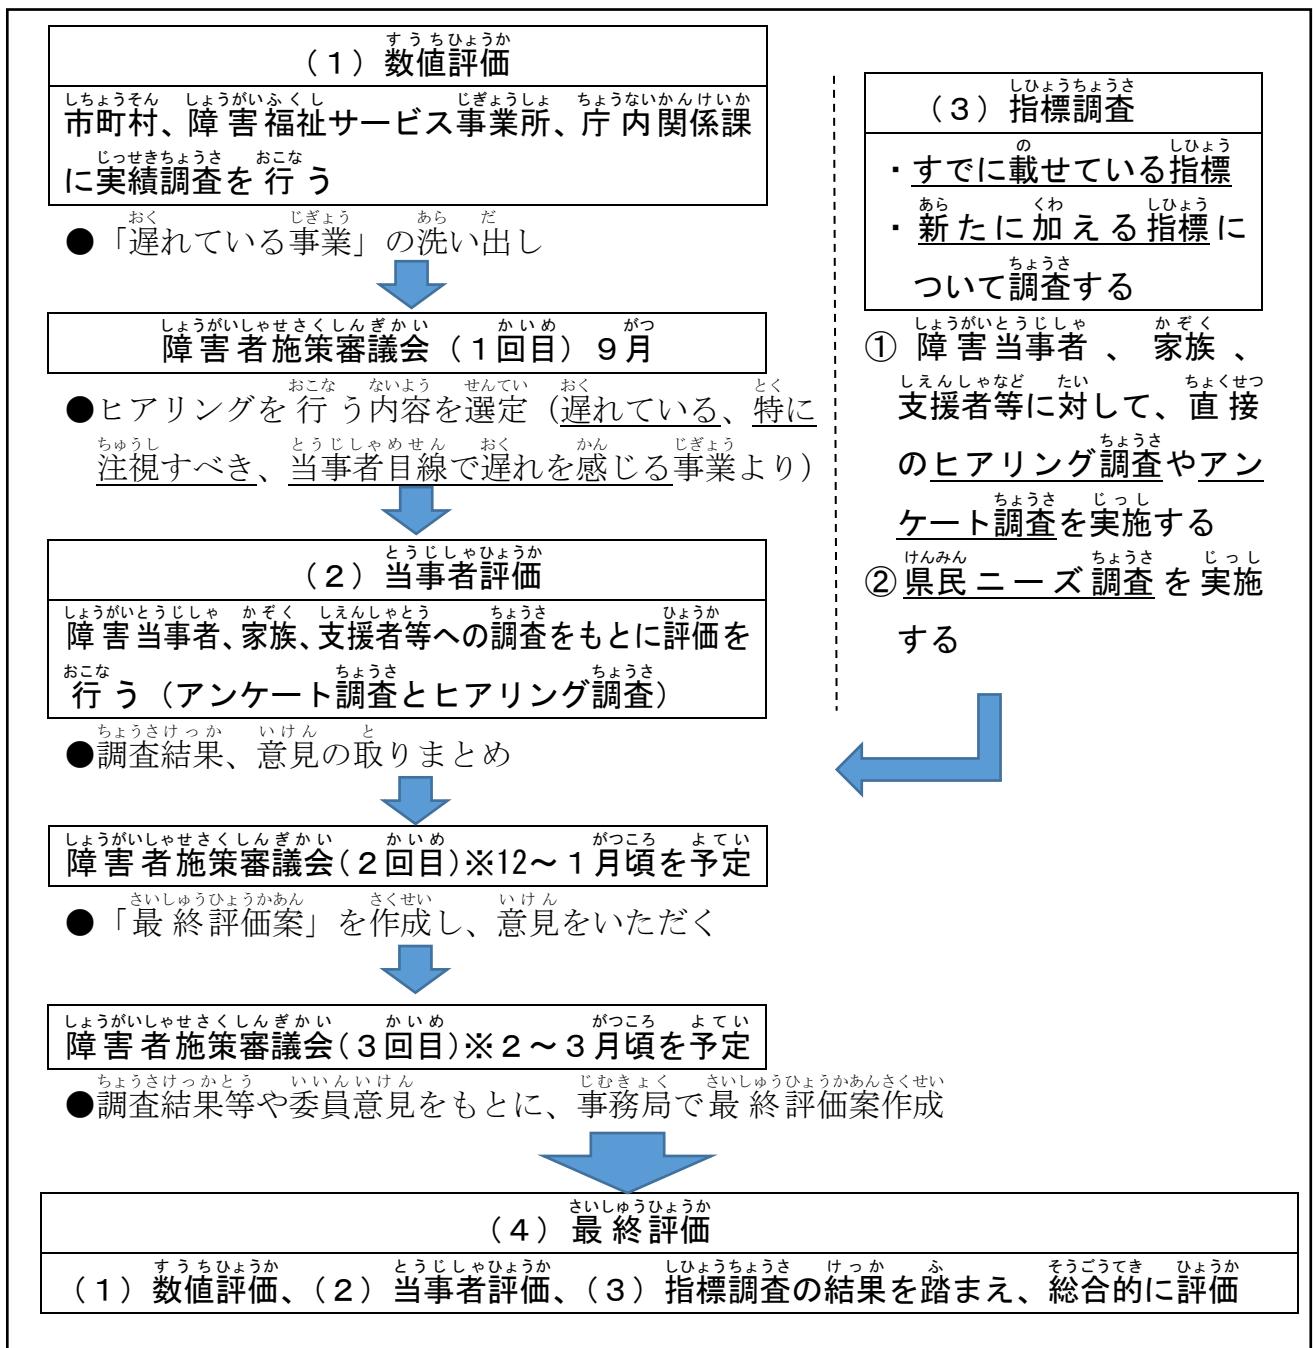 （１）数値評価
市町村、障害福祉サービス事業所、庁内関係課
に実績調査を行う
●「遅れている事業」の洗い出し
障害者施策審議会（１回目）９月
●ヒアリングを行う内容を選定（遅れている、特に
注視すべき、当事者目線で遅れを感じる事業より）
（２）当事者評価
障害当事者、家族、支援者等への調査をもとに評価を
行う（アンケート調査とヒアリング調査）
●調査結果、意見の取りまとめ
障害者施策審議会(２回目)※12～１月頃を予定
●「最終評価案」を作成し、意見をいただく
障害者施策審議会(３回目)※２～３月頃を予定
●調査結果等や委員意見をもとに、事務局で最終評価案作成
（３）指標調査
・すでに載せている指標
・新たに加える指標に
ついて調査する
①障害当事者、家族、
支援者等に対して、直接
のヒアリング調査やアン
ケート調査を実施する
②県民ニーズ調査を実施
する
（４）最終評価
（１）数値評価、（２）当事者評価、（３）指標調査の結果を踏まえ、総合的に評価